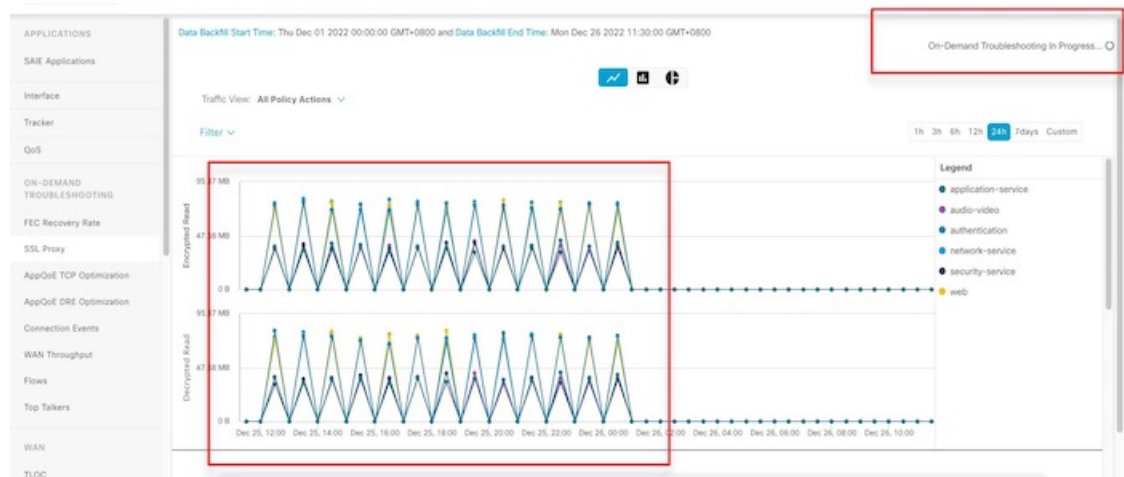 APPLICATIONS
SAIE Applications
Interface
Tracker
QoS
ON-DEMAND
TROUBLESHOOTING
FEC Recovery Rate
SSL Proxy
AppQoE TCP Optimization
AppQoE DRE Optimization
Connection Events
WAN Throughput
Flows
Top Talkers
WAN
TLOC
Data Backfill Start Time: Thu Dec 01 2022 00:00:00 GMT+0800 and Data Backfill End Time: Mon Dec 26 2022 11:30:00 GMT+0800
On-Demand Troubleshooting In Progress...
Traffic View: All Policy Actions
Filter
1h 3h 6h 12h 24h 7days Custom
Encrypted Read
47.68 MB
0 B
Decrypted Read
47.68 MB
0 B
Dec 25, 12:00 Dec 25, 14:00 Dec 25, 16:00 Dec 25, 18:00 Dec 25, 20:00 Dec 25, 22:00 Dec 26, 00:00 Dec 26, 02:00 Dec 26, 04:00 Dec 26, 06:00 Dec 26, 08:00 Dec 26, 10:00
Legend
application-service
audio-video
authentication
network-service
security-service
web